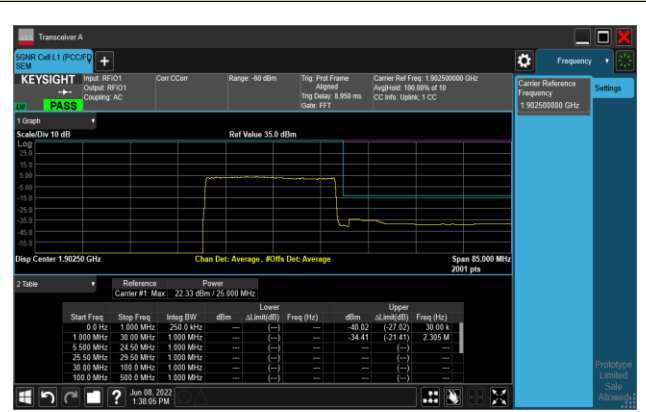 Transceiver A
5GNR Cell L1 (PCC/FD
SEM
+
Frequency
KEYSIGHT
Input: RFIO1
Output: RFIO1
Coupling: AC
Corr CCorr
Range: -60 dBm
Trig: Prot Frame
Aligned
Trig Delay: 8.950 ms
Gate: FFT
Carrier Ref Freq: 1.902500000 GHz
Avg|Hold: 100.00% of 10
CC Info: Uplink, 1 CC
LXI PASS
Carrier Reference
Frequency
1.902500000 GHz
Settings
1 Graph
Scale/Div 10 dB
Ref Value 35.0 dBm
Log
25.0
15.0
5.00
-5.00
-15.0
-25.0
-35.0
-45.0
-55.0
Disp Center 1.90250 GHz
Chan Det: Average , #Offs Det: Average
Span 85.000 MHz
2001 pts
2 Table
Reference Power
Carrier #1: Max 22.33 dBm / 25.000 MHz
Lower Upper
Start Freq Stop Freq Integ BW dBm ΔLimit(dB) Freq (Hz) dBm ΔLimit(dB) Freq (Hz)
0.0 Hz 1.000 MHz 250.0 kHz --- (---) --- -40.02 (-27.02) 30.00 k
1.000 MHz 30.00 MHz 1.000 MHz --- (---) --- -34.41 (-21.41) 2.305 M
5.500 MHz 24.50 MHz 1.000 MHz --- (---) --- --- (---) ---
25.50 MHz 29.50 MHz 1.000 MHz --- (---) --- --- (---) ---
30.00 MHz 100.0 MHz 1.000 MHz --- (---) --- --- (---) ---
100.0 MHz 500.0 MHz 1.000 MHz --- (---) --- --- (---) ---
Prototype
Limited
Sale
Allowed
?
Jun 08, 2022
1:38:05 PM